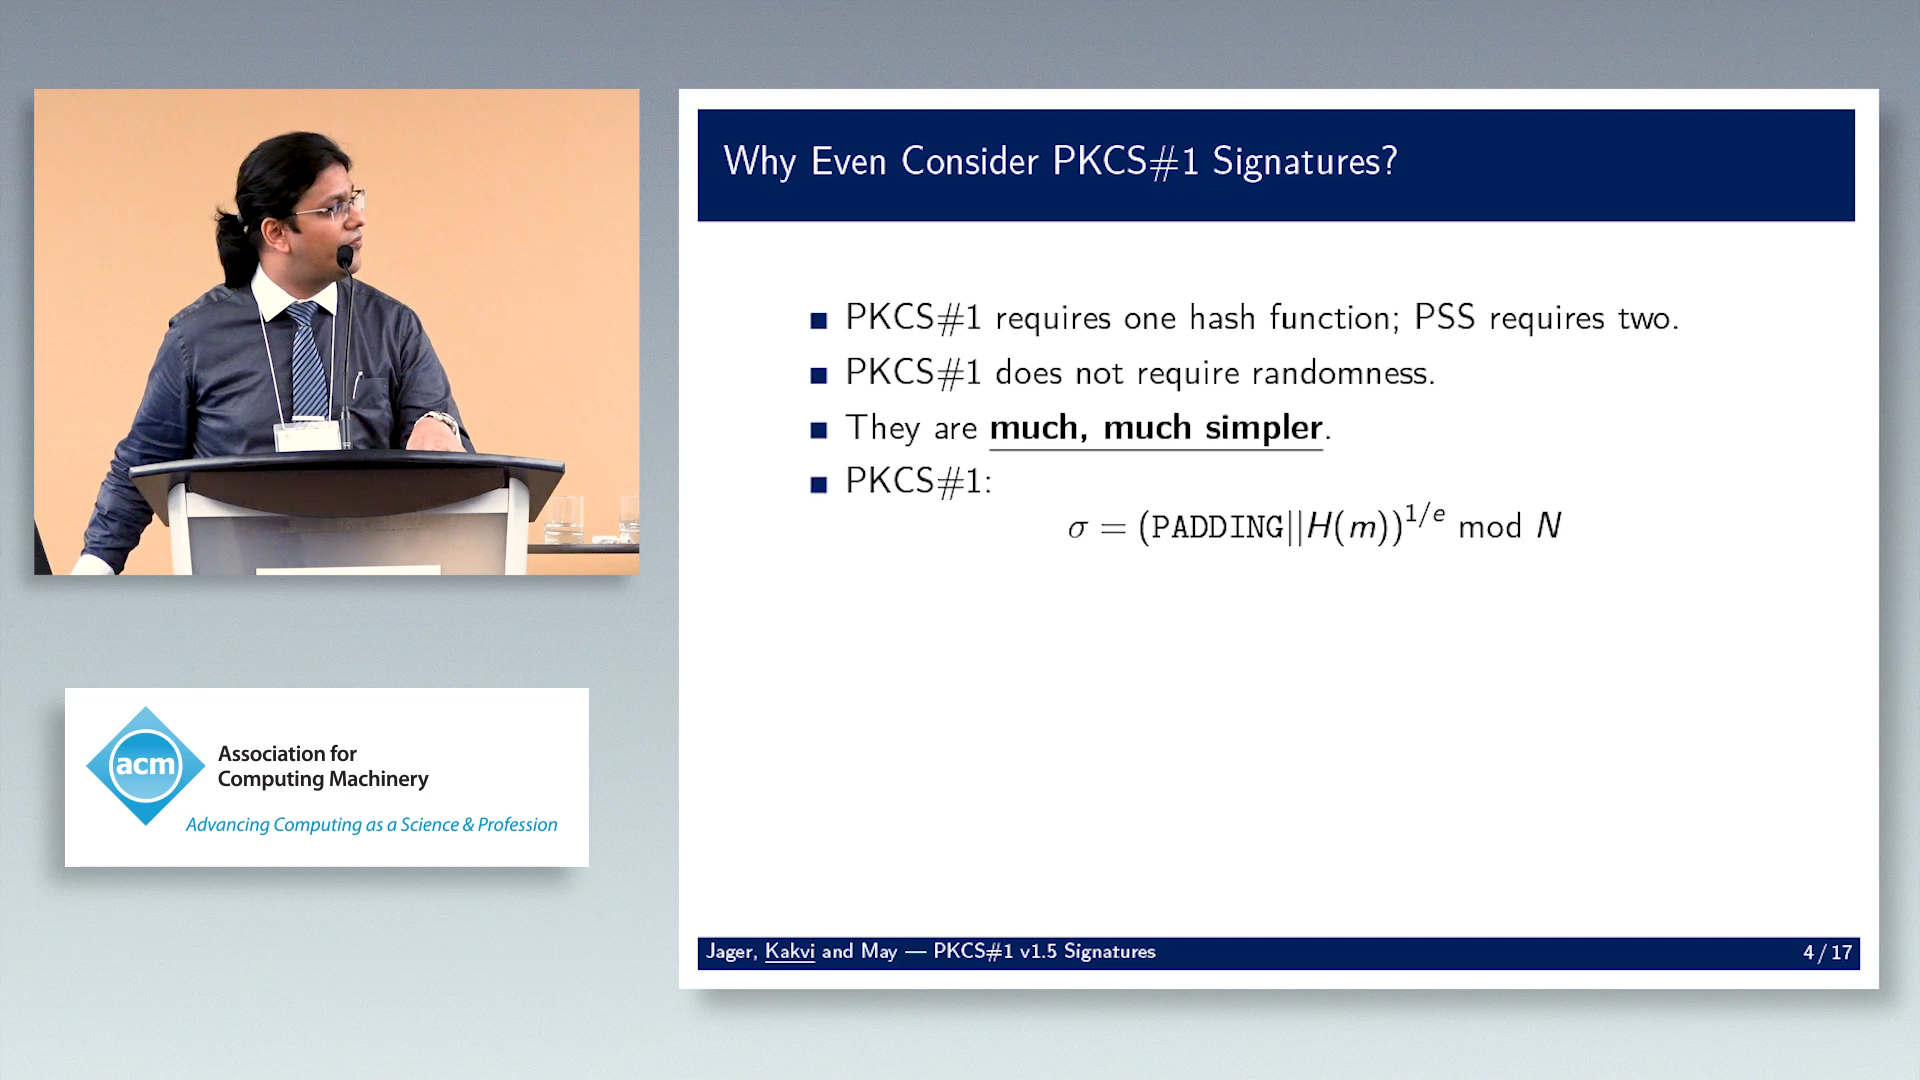 Why Even Consider PKCS#1 Signatures?
PKCS#1 requires one hash function; PSS requires two.
PKCS#1 does not require randomness.
They are much, much simpler.
PKCS#1:
σ = (PADDING||H(m))^{1/e} mod N
acm
Association for
Computing Machinery
Advancing Computing as a Science & Profession
Jager, Kakvi and May — PKCS#1 v1.5 Signatures
4 / 17